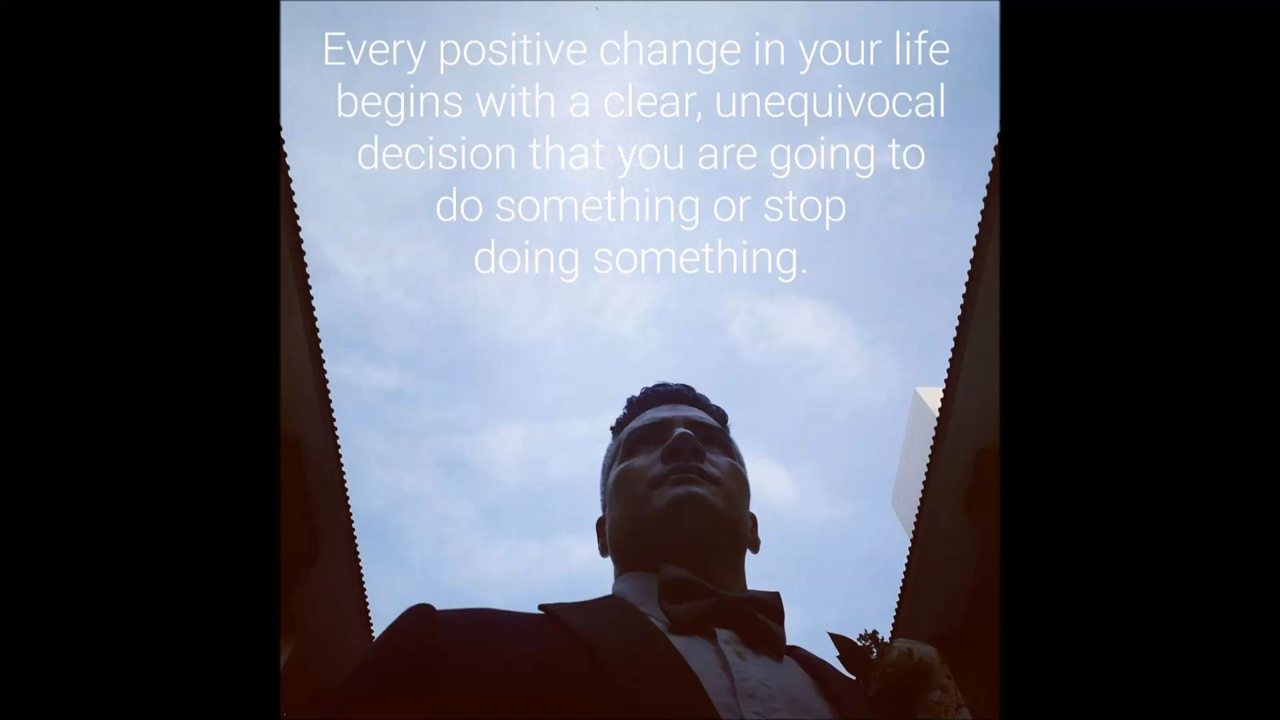 Every positive change in your life
begins with a clear, unequivocal
decision that you are going to
do something or stop
doing something.